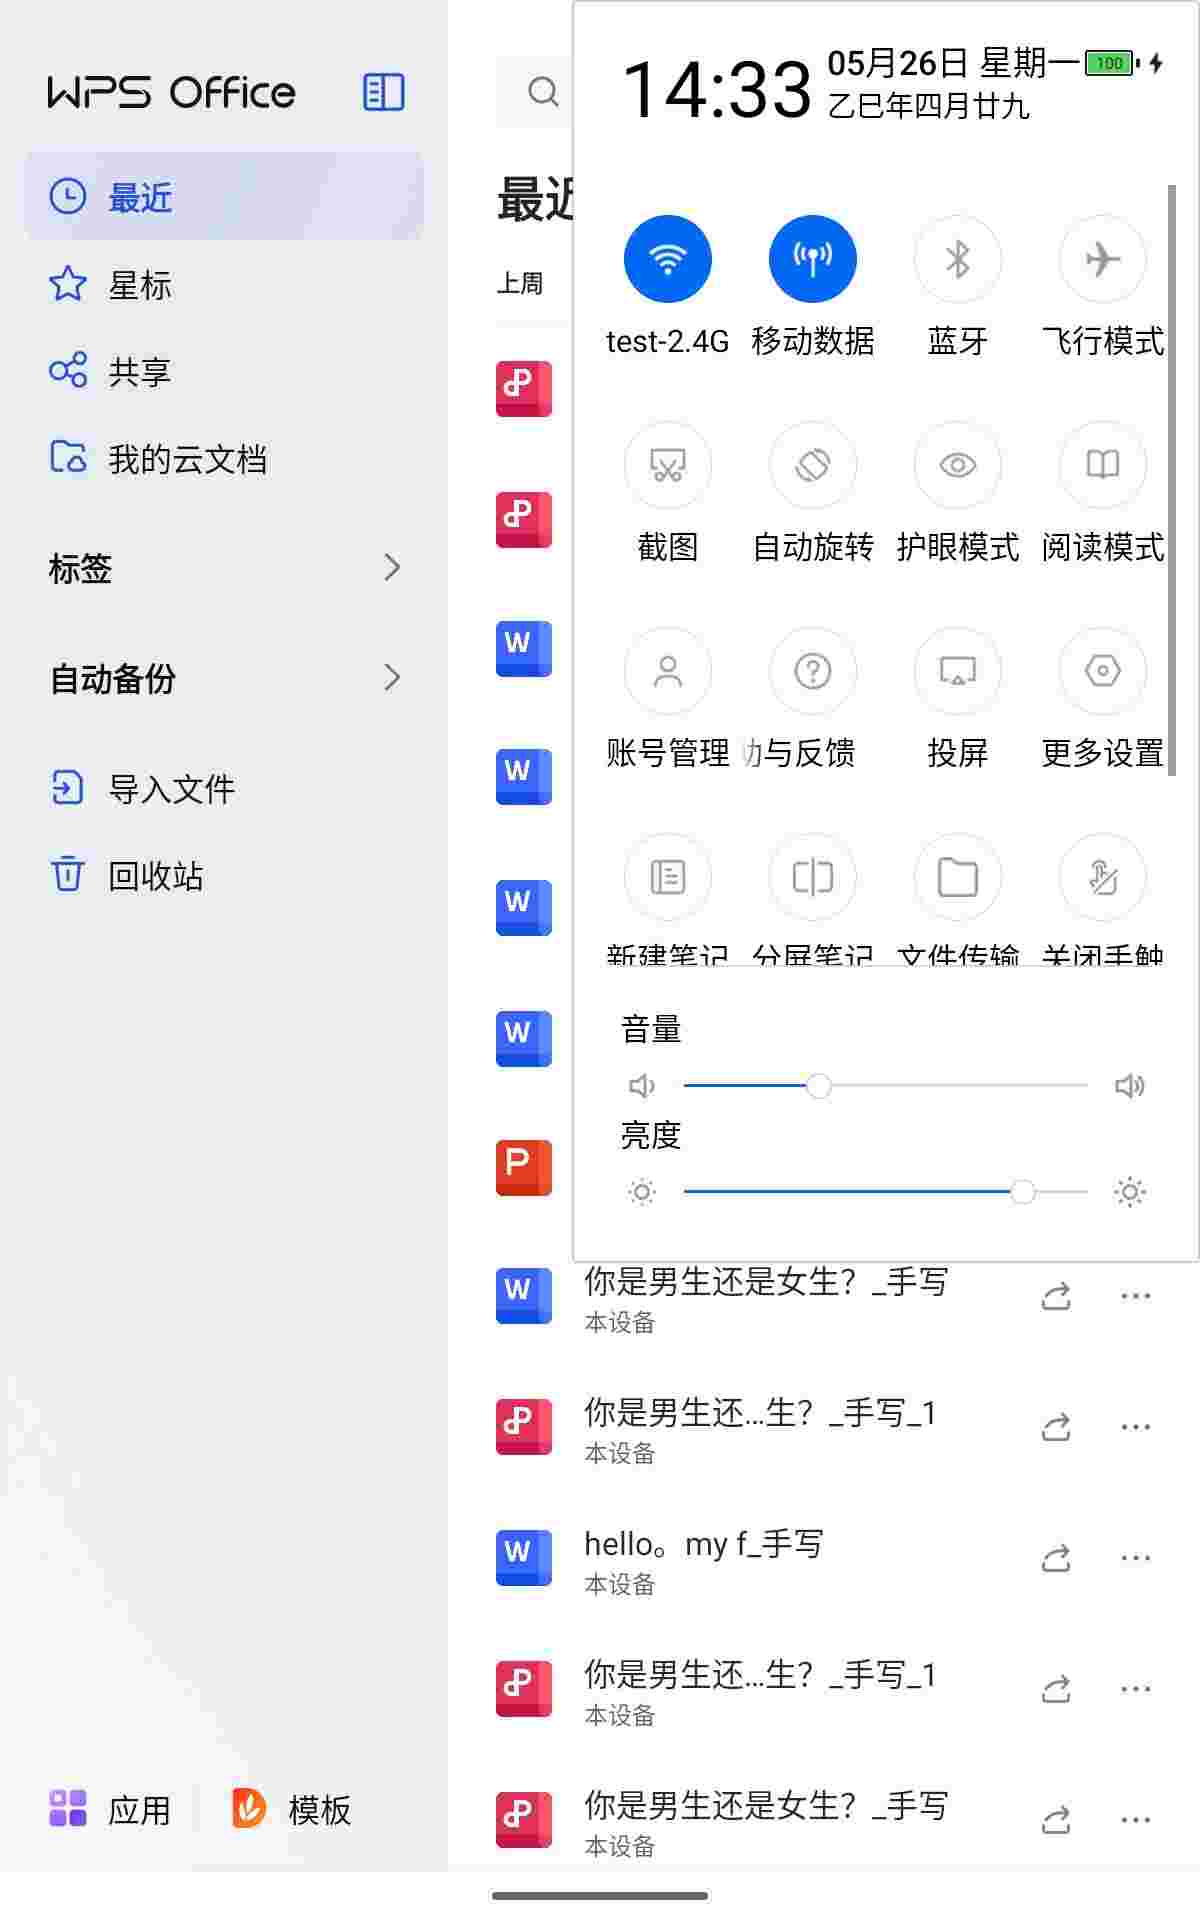 WPS Office
最近
星标
共享
我的云文档
标签
自动备份
导入文件
回收站
应用
模板
最近
上周
14:33
05月26日 星期一
100
乙巳年四月廿九
test-2.4G
移动数据
蓝牙
飞行模式
截图
自动旋转
护眼模式
阅读模式
账号管理
与反馈
投屏
更多设置
新建笔记
分屏笔记
文件传输
关闭手触
音量
亮度
你是男生还是女生？_手写
本设备
你是男生还...生？_手写_1
本设备
hello。my f_手写
本设备
你是男生还...生？_手写_1
本设备
你是男生还是女生？_手写
本设备